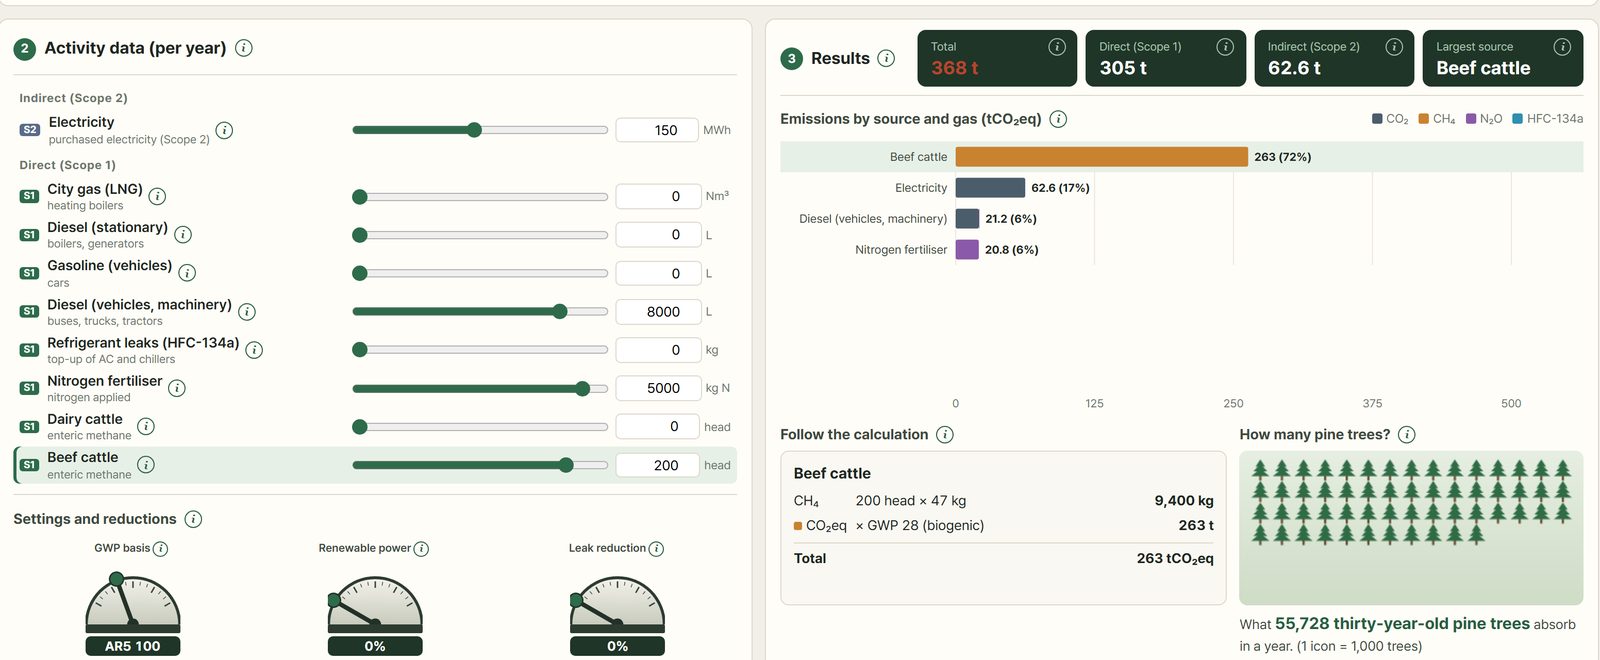 2 Activity data (per year) i
Indirect (Scope 2)
S2 Electricity i
purchased electricity (Scope 2)
150 MWh
Direct (Scope 1)
S1 City gas (LNG) i
heating boilers
0 Nm³
S1 Diesel (stationary) i
boilers, generators
0 L
S1 Gasoline (vehicles) i
cars
0 L
S1 Diesel (vehicles, machinery) i
buses, trucks, tractors
8000 L
S1 Refrigerant leaks (HFC-134a) i
top-up of AC and chillers
0 kg
S1 Nitrogen fertiliser i
nitrogen applied
5000 kg N
S1 Dairy cattle i
enteric methane
0 head
S1 Beef cattle i
enteric methane
200 head
Settings and reductions i
GWP basis i
AR5 100
Renewable power i
0%
Leak reduction i
0%
3 Results i
Total i
368 t
Direct (Scope 1) i
305 t
Indirect (Scope 2) i
62.6 t
Largest source i
Beef cattle
Emissions by source and gas (tCO₂eq) i
CO₂ CH₄ N₂O HFC-134a
Beef cattle 263 (72%)
Electricity 62.6 (17%)
Diesel (vehicles, machinery) 21.2 (6%)
Nitrogen fertiliser 20.8 (6%)
0 125 250 375 500
Follow the calculation i
Beef cattle
CH₄ 200 head × 47 kg 9,400 kg
CO₂eq × GWP 28 (biogenic) 263 t
Total 263 tCO₂eq
How many pine trees? i
What 55,728 thirty-year-old pine trees absorb
in a year. (1 icon = 1,000 trees)